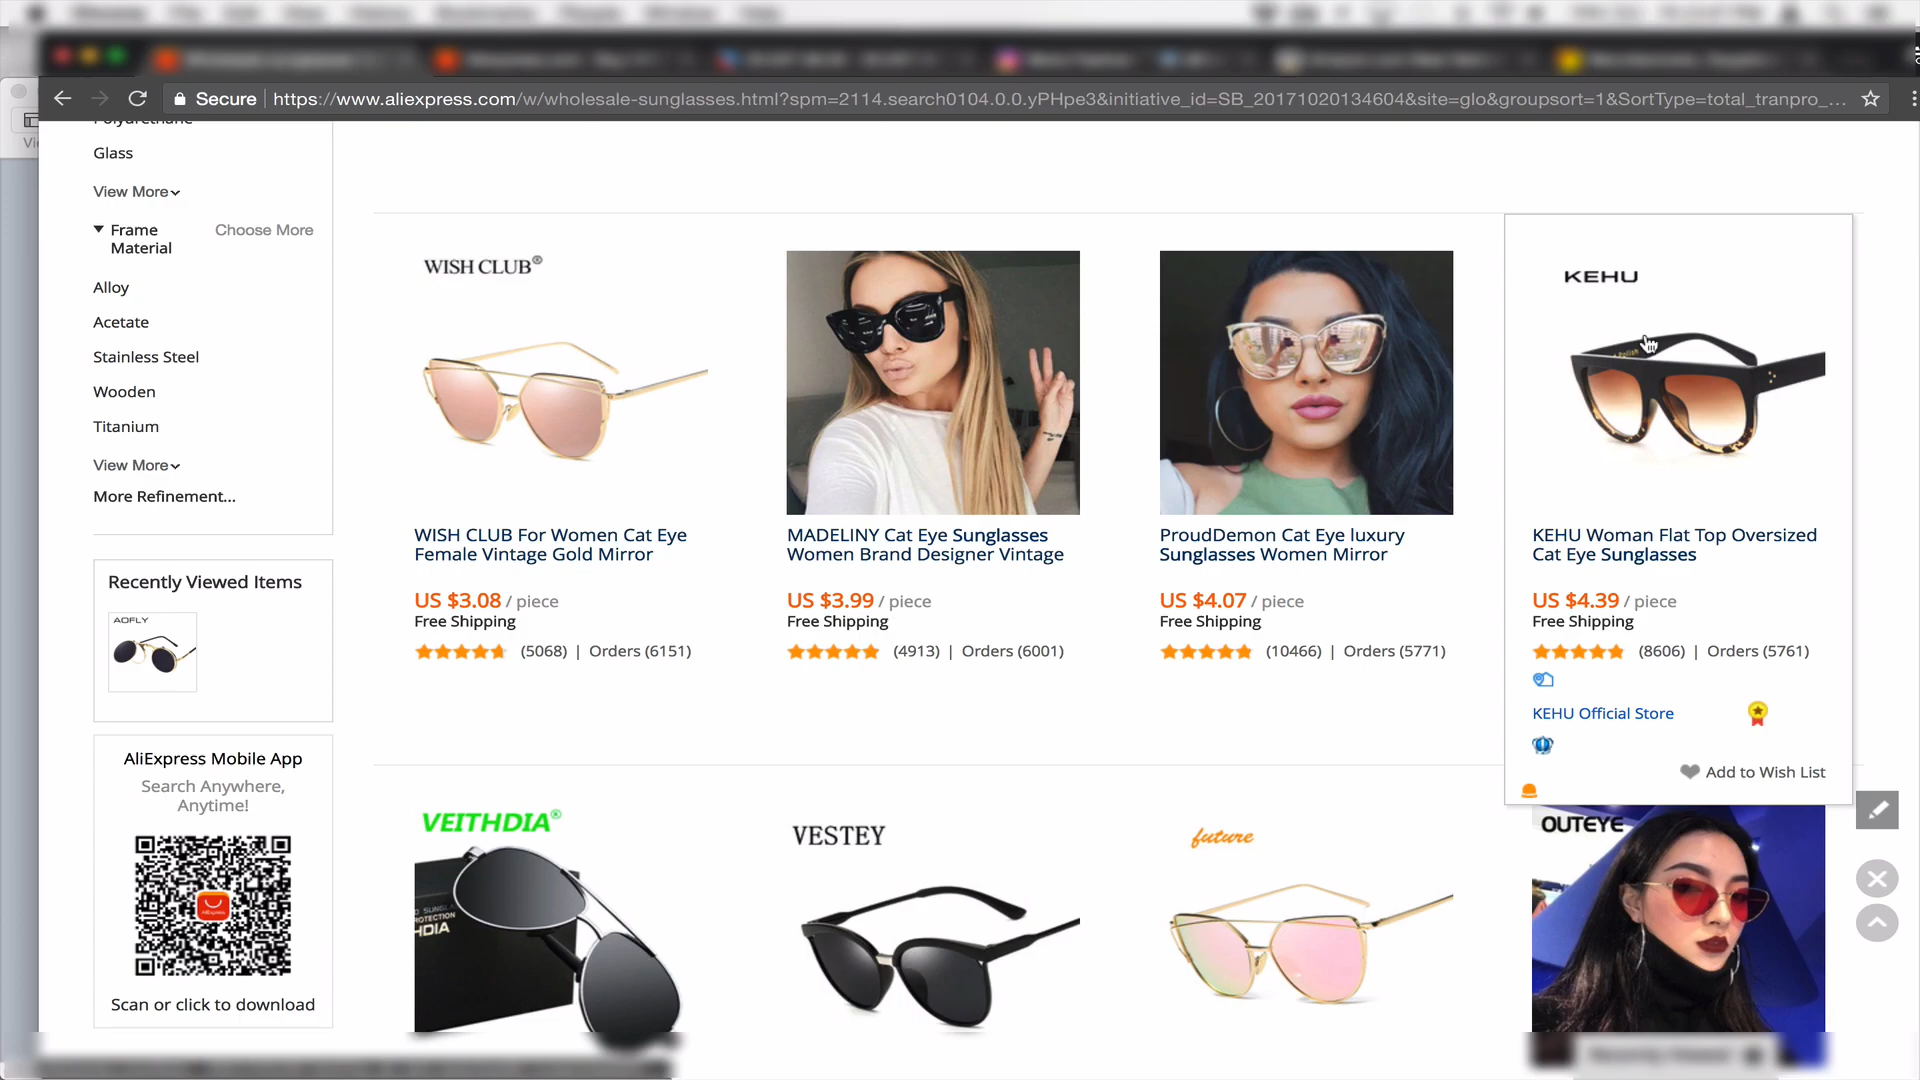 Secure | https://www.aliexpress.com/w/wholesale-sunglasses.html?spm=2114.search0104.0.0.yPHpe3&initiative_id=SB_20171020134604&site=glo&groupsort=1&SortType=total_tranpro_...
Polyurethane
Glass
View More
Frame Material
Choose More
Alloy
Acetate
Stainless Steel
Wooden
Titanium
View More
More Refinement...
Recently Viewed Items
AOFLY
AliExpress Mobile App
Search Anywhere,
Anytime!
AliExpress
Scan or click to download
WISH CLUB®
WISH CLUB For Women Cat Eye
Female Vintage Gold Mirror
US $3.08 / piece
Free Shipping
(5068) | Orders (6151)
MADELINY Cat Eye Sunglasses
Women Brand Designer Vintage
US $3.99 / piece
Free Shipping
(4913) | Orders (6001)
ProudDemon Cat Eye luxury
Sunglasses Women Mirror
US $4.07 / piece
Free Shipping
(10466) | Orders (5771)
KEHU
KEHU Woman Flat Top Oversized
Cat Eye Sunglasses
US $4.39 / piece
Free Shipping
(8606) | Orders (5761)
KEHU Official Store
Add to Wish List
VEITHDIA®
VESTEY
future
OUTEYE